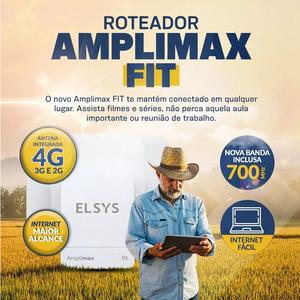 ROTEADOR
AMPLIMAX
FIT
O novo Amplimax FIT te mantém conectado em qualquer
lugar. Assista filmes e séries, não perca aquela aula
importante ou reunião de trabalho.
ANTENA
INTEGRADA
4G
3G E 2G
NOVA BANDA
INCLUSA
700MHz
ELSYS
INTERNET
MAIOR
ALCANCE
INTERNET
FÁCIL
Amplimax fit